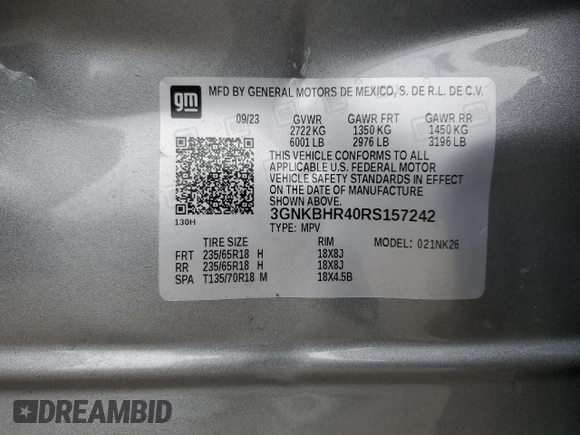 gm
MFD BY GENERAL MOTORS DE MEXICO, S. DE R.L. DE C.V.
09/23 GVWR GAWR FRT GAWR RR
2722 KG 1350 KG 1450 KG
6001 LB 2976 LB 3196 LB
THIS VEHICLE CONFORMS TO ALL
APPLICABLE U.S. FEDERAL MOTOR
VEHICLE SAFETY STANDARDS IN EFFECT
ON THE DATE OF MANUFACTURE
SHOWN ABOVE.
3GNKBHR40RS157242
130H TYPE: MPV
TIRE SIZE RIM MODEL: 021NK26
FRT 235/65R18 H 18X8J
RR 235/65R18 H 18X8J
SPA T135/70R18 M 18X4.5B
DREAMBID